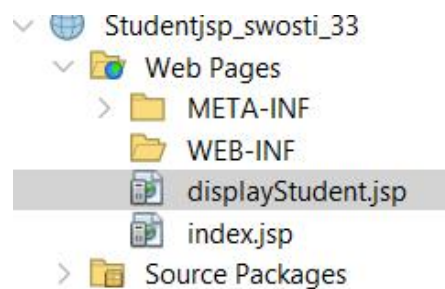 Studentjsp_swosti_33
Web Pages
META-INF
WEB-INF
displayStudent.jsp
index.jsp
Source Packages